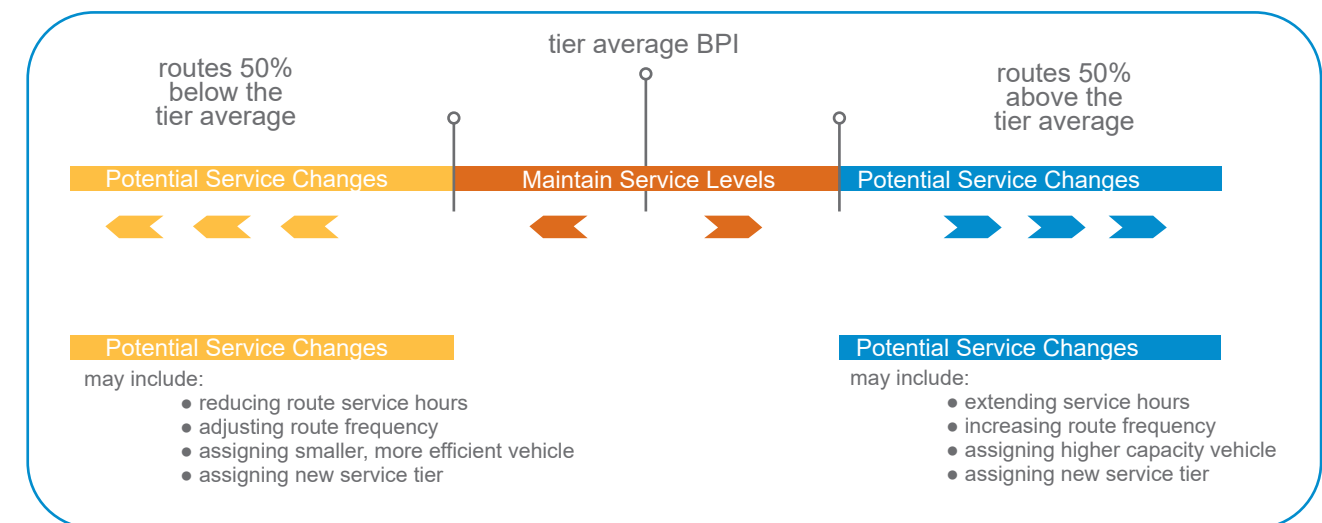 tier average BPI
routes 50%
below the
tier average
routes 50%
above the
tier average
Potential Service Changes
Maintain Service Levels
Potential Service Changes
Potential Service Changes
may include:
● reducing route service hours
● adjusting route frequency
● assigning smaller, more efficient vehicle
● assigning new service tier
Potential Service Changes
may include:
● extending service hours
● increasing route frequency
● assigning higher capacity vehicle
● assigning new service tier